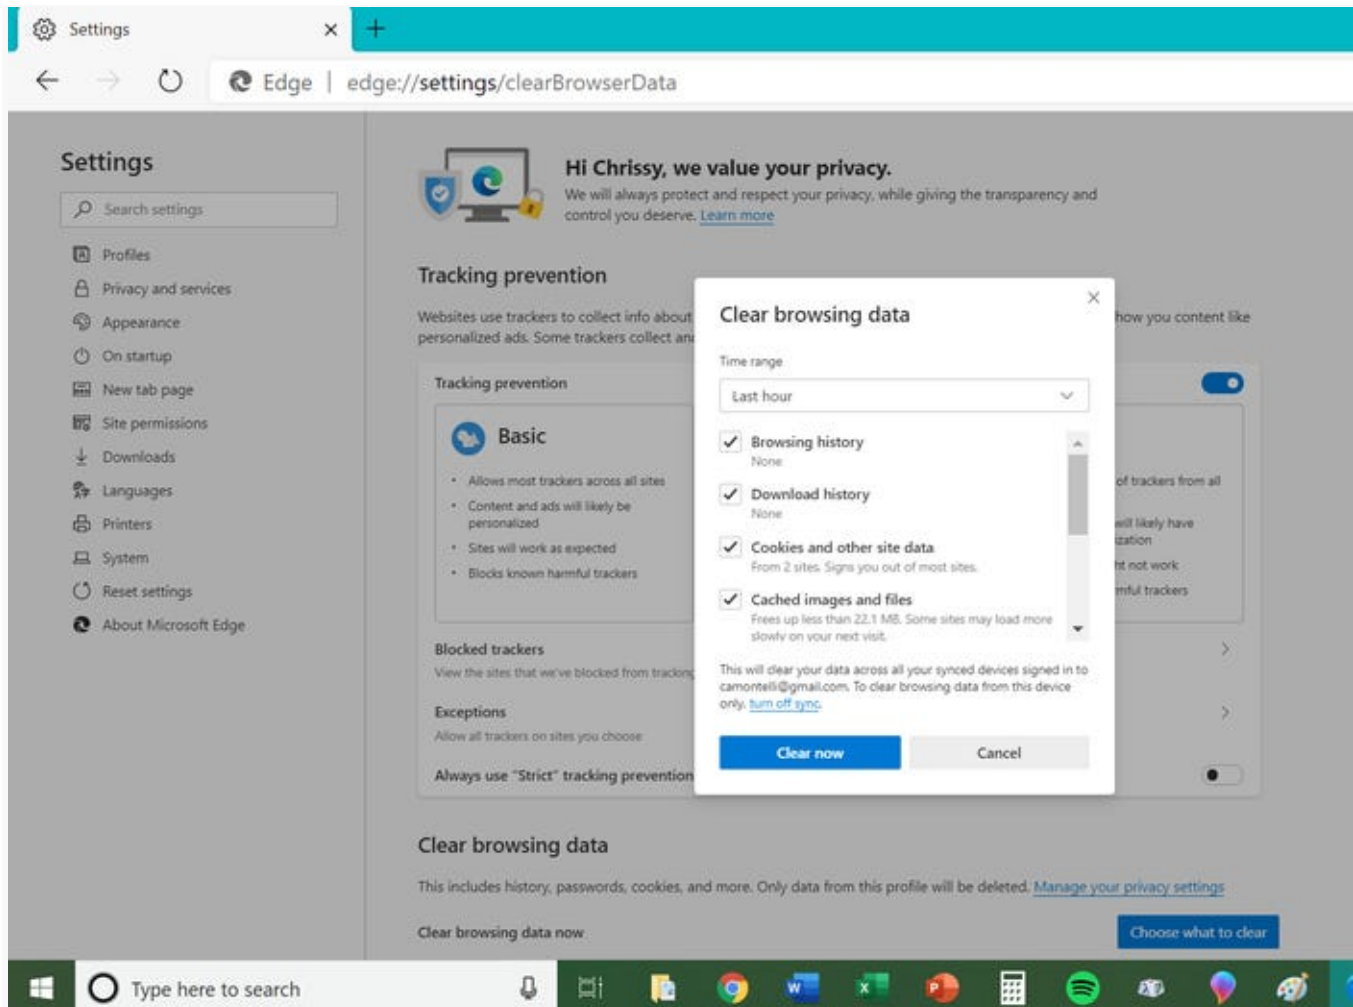 Settings
Edge | edge://settings/clearBrowserData
Settings
Search settings
Profiles
Privacy and services
Appearance
On startup
New tab page
Site permissions
Downloads
Languages
Printers
System
Reset settings
About Microsoft Edge
Hi Chrissy, we value your privacy.
We will always protect and respect your privacy, while giving the transparency and
control you deserve. Learn more
Tracking prevention
Websites use trackers to collect info about
how you content like
personalized ads. Some trackers collect an
Tracking prevention
Basic
• Allows most trackers across all sites
• Content and ads will likely be
personalized
• Sites will work as expected
• Blocks known harmful trackers
of trackers from all
will likely have
ization
ht not work
mful trackers
Blocked trackers
View the sites that we've blocked from tracking
Exceptions
Allow all trackers on sites you choose
Always use "Strict" tracking prevention
Clear browsing data
Time range
Last hour
Browsing history
None
Download history
None
Cookies and other site data
From 2 sites. Signs you out of most sites.
Cached images and files
Frees up less than 22.1 MB. Some sites may load more
slowly on your next visit.
This will clear your data across all your synced devices signed in to
camontelli@gmail.com. To clear browsing data from this device
only, turn off sync.
Clear now
Cancel
Clear browsing data
This includes history, passwords, cookies, and more. Only data from this profile will be deleted. Manage your privacy settings
Clear browsing data now
Choose what to clear
Type here to search